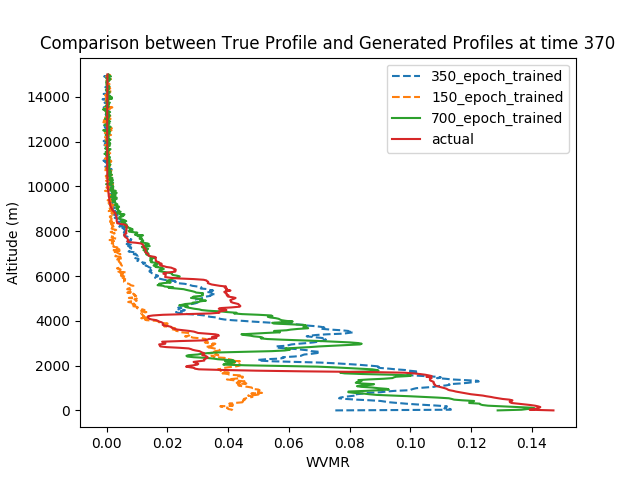 Comparison between True Profile and Generated Profiles at time 370
350_epoch_trained
150_epoch_trained
700_epoch_trained
actual
14000
12000
10000
8000
6000
4000
2000
0
Altitude (m)
0.00 0.02 0.04 0.06 0.08 0.10 0.12 0.14
WVMR